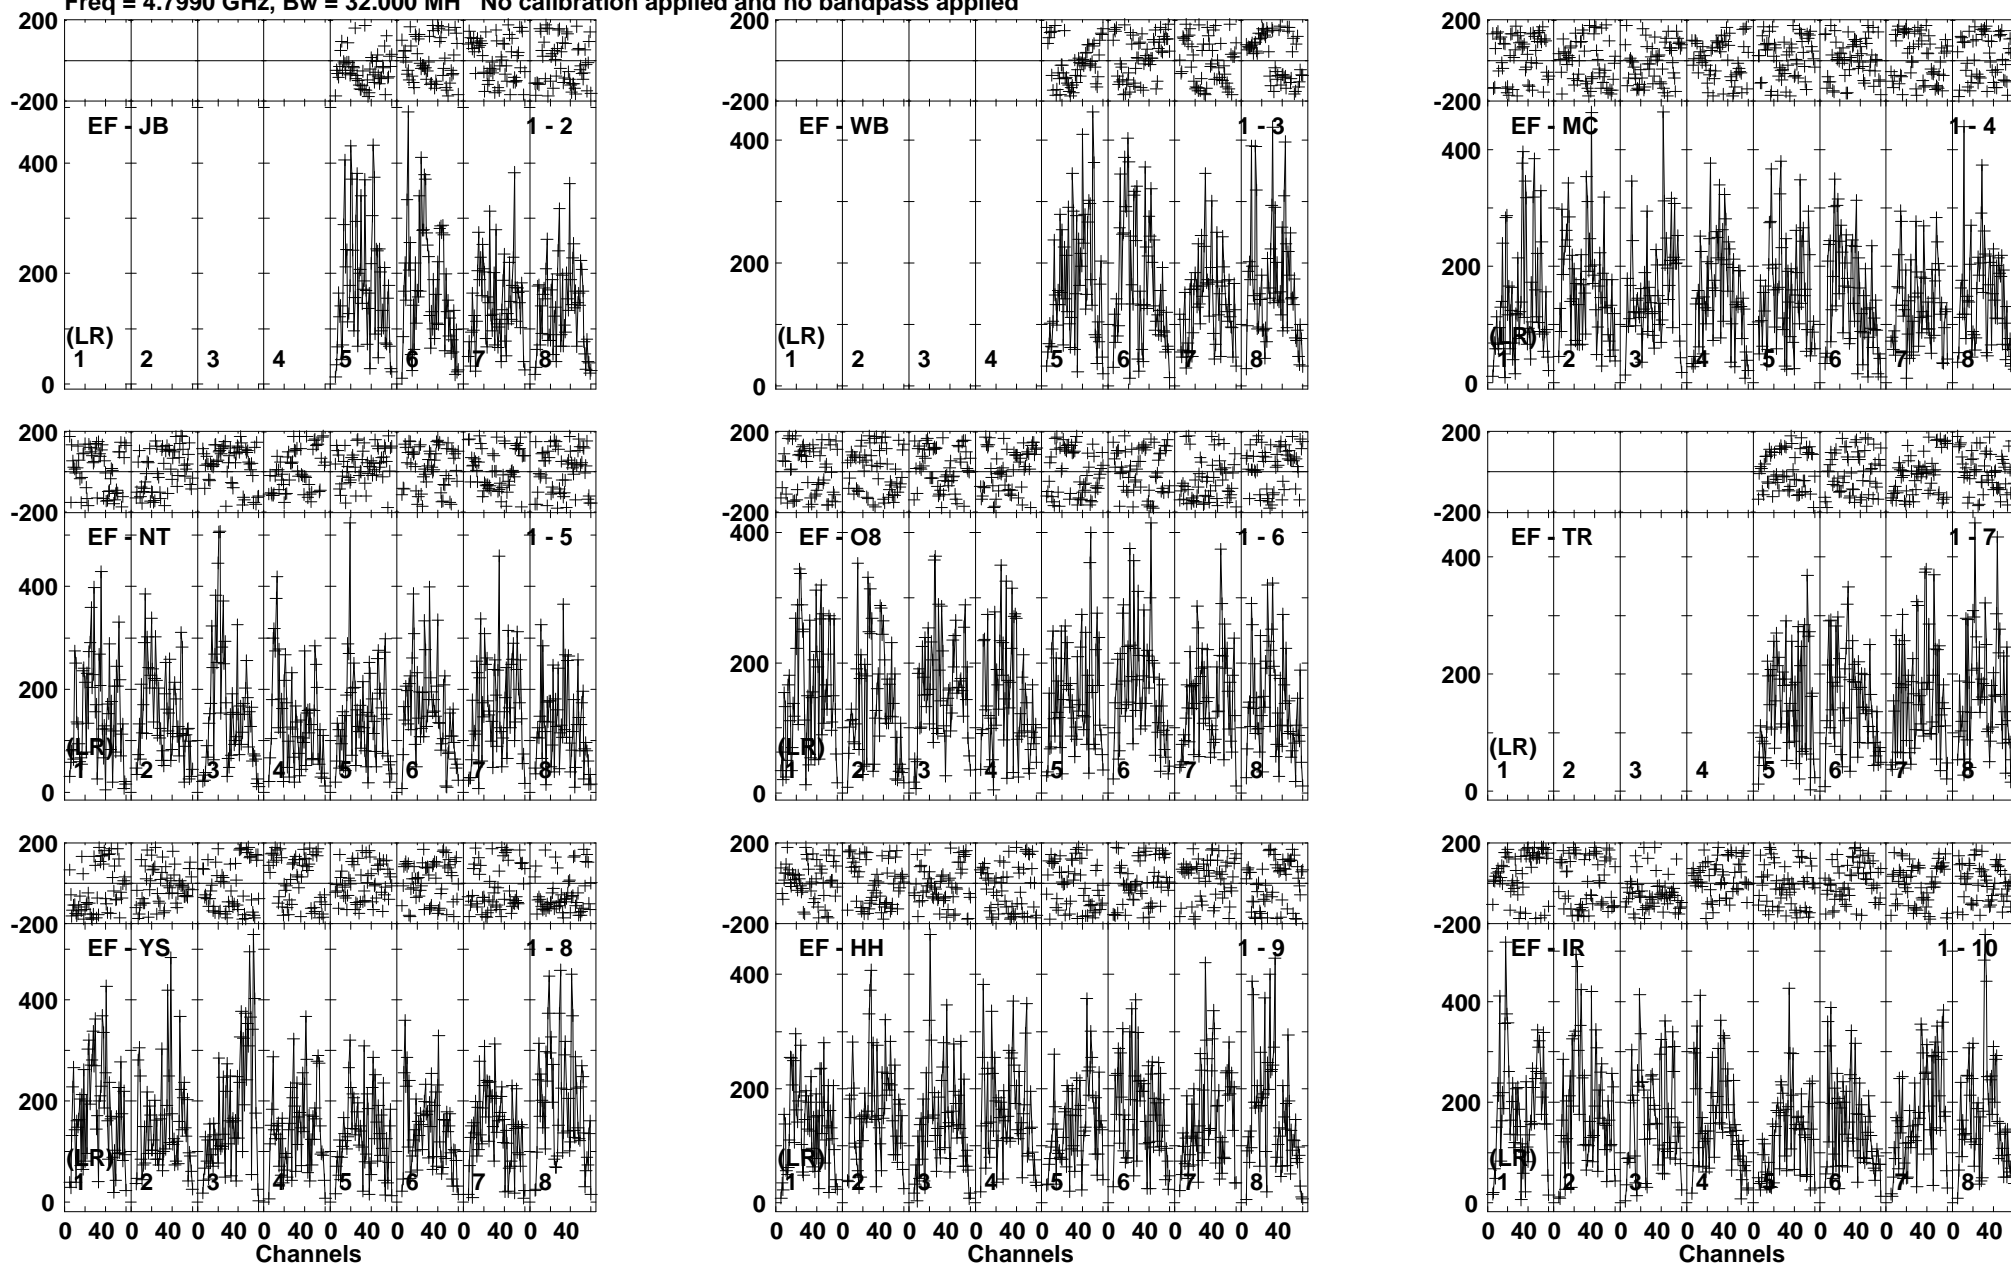 Freq = 4.7990 GHz, Bw = 32.000 MH No calibration applied and no bandpass applied
200
-200
EF - JB 1 - 2
400
200
(LR)
1 2 3 4 5 6 7 8
0
200
-200
EF - WB 1 - 3
400
200
(LR)
1 2 3 4 5 6 7 8
0
200
-200
EF - MC 1 - 4
400
200
(LR)
1 2 3 4 5 6 7 8
0
200
-200
EF - NT 1 - 5
400
200
(LR)
1 2 3 4 5 6 7 8
0
200
-200
EF - O8 1 - 6
400
200
(LR)
1 2 3 4 5 6 7 8
0
200
-200
EF - TR 1 - 7
400
200
(LR)
1 2 3 4 5 6 7 8
0
200
-200
EF - YS 1 - 8
400
200
(LR)
1 2 3 4 5 6 7 8
0
0 40 0 40 0 40 0 40 0 40 0 40 0 40 0 40
Channels
200
-200
EF - HH 1 - 9
400
200
(LR)
1 2 3 4 5 6 7 8
0
0 40 0 40 0 40 0 40 0 40 0 40 0 40 0 40
Channels
200
-200
EF - IR 1 - 10
400
200
(LR)
1 2 3 4 5 6 7 8
0
0 40 0 40 0 40 0 40 0 40 0 40 0 40 0 40
Channels